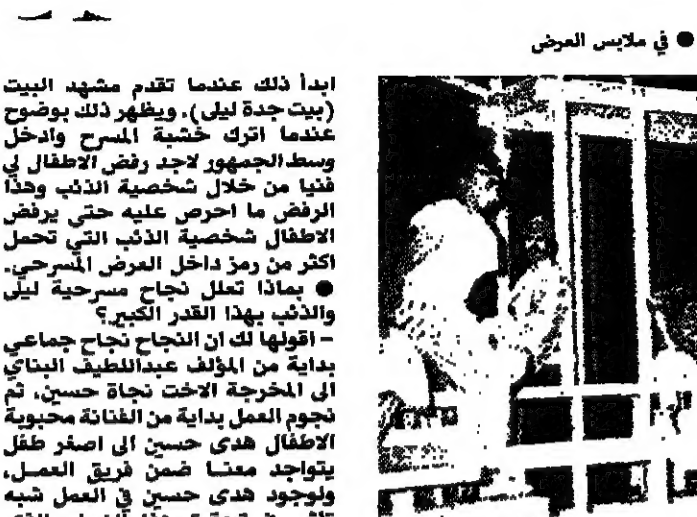 ● في ملابس العرض
ابدأ ذلك عندما تقدم مشهد البيت
(بيت جدة ليلى). ويظهر ذلك بوضوح
عندما اترك خشبة المسرح وادخل
وسط الجمهور لاجد رفض الاطفال لي
فنيا من خلال شخصية الذئب وهذا
الرفض ما احرص عليه حتى يرفض
الاطفال شخصية الذئب التي تحمل
اكثر من رمز داخل العرض المسرحي.
● بماذا تعلل نجاح مسرحية ليلى
والذئب بهذا القدر الكبير؟
- اقولها لك ان النجاح نجاح جماعي
بداية من المؤلف عبداللطيف البناي
الى المخرجة الاخت نجاة حسين، ثم
نجوم العمل بداية من الفنانة محبوبة
الاطفال هدى حسين الى اصغر طفل
يتواجد معنا ضمن فريق العمل،
ولوجود هدى حسين في العمل شبه